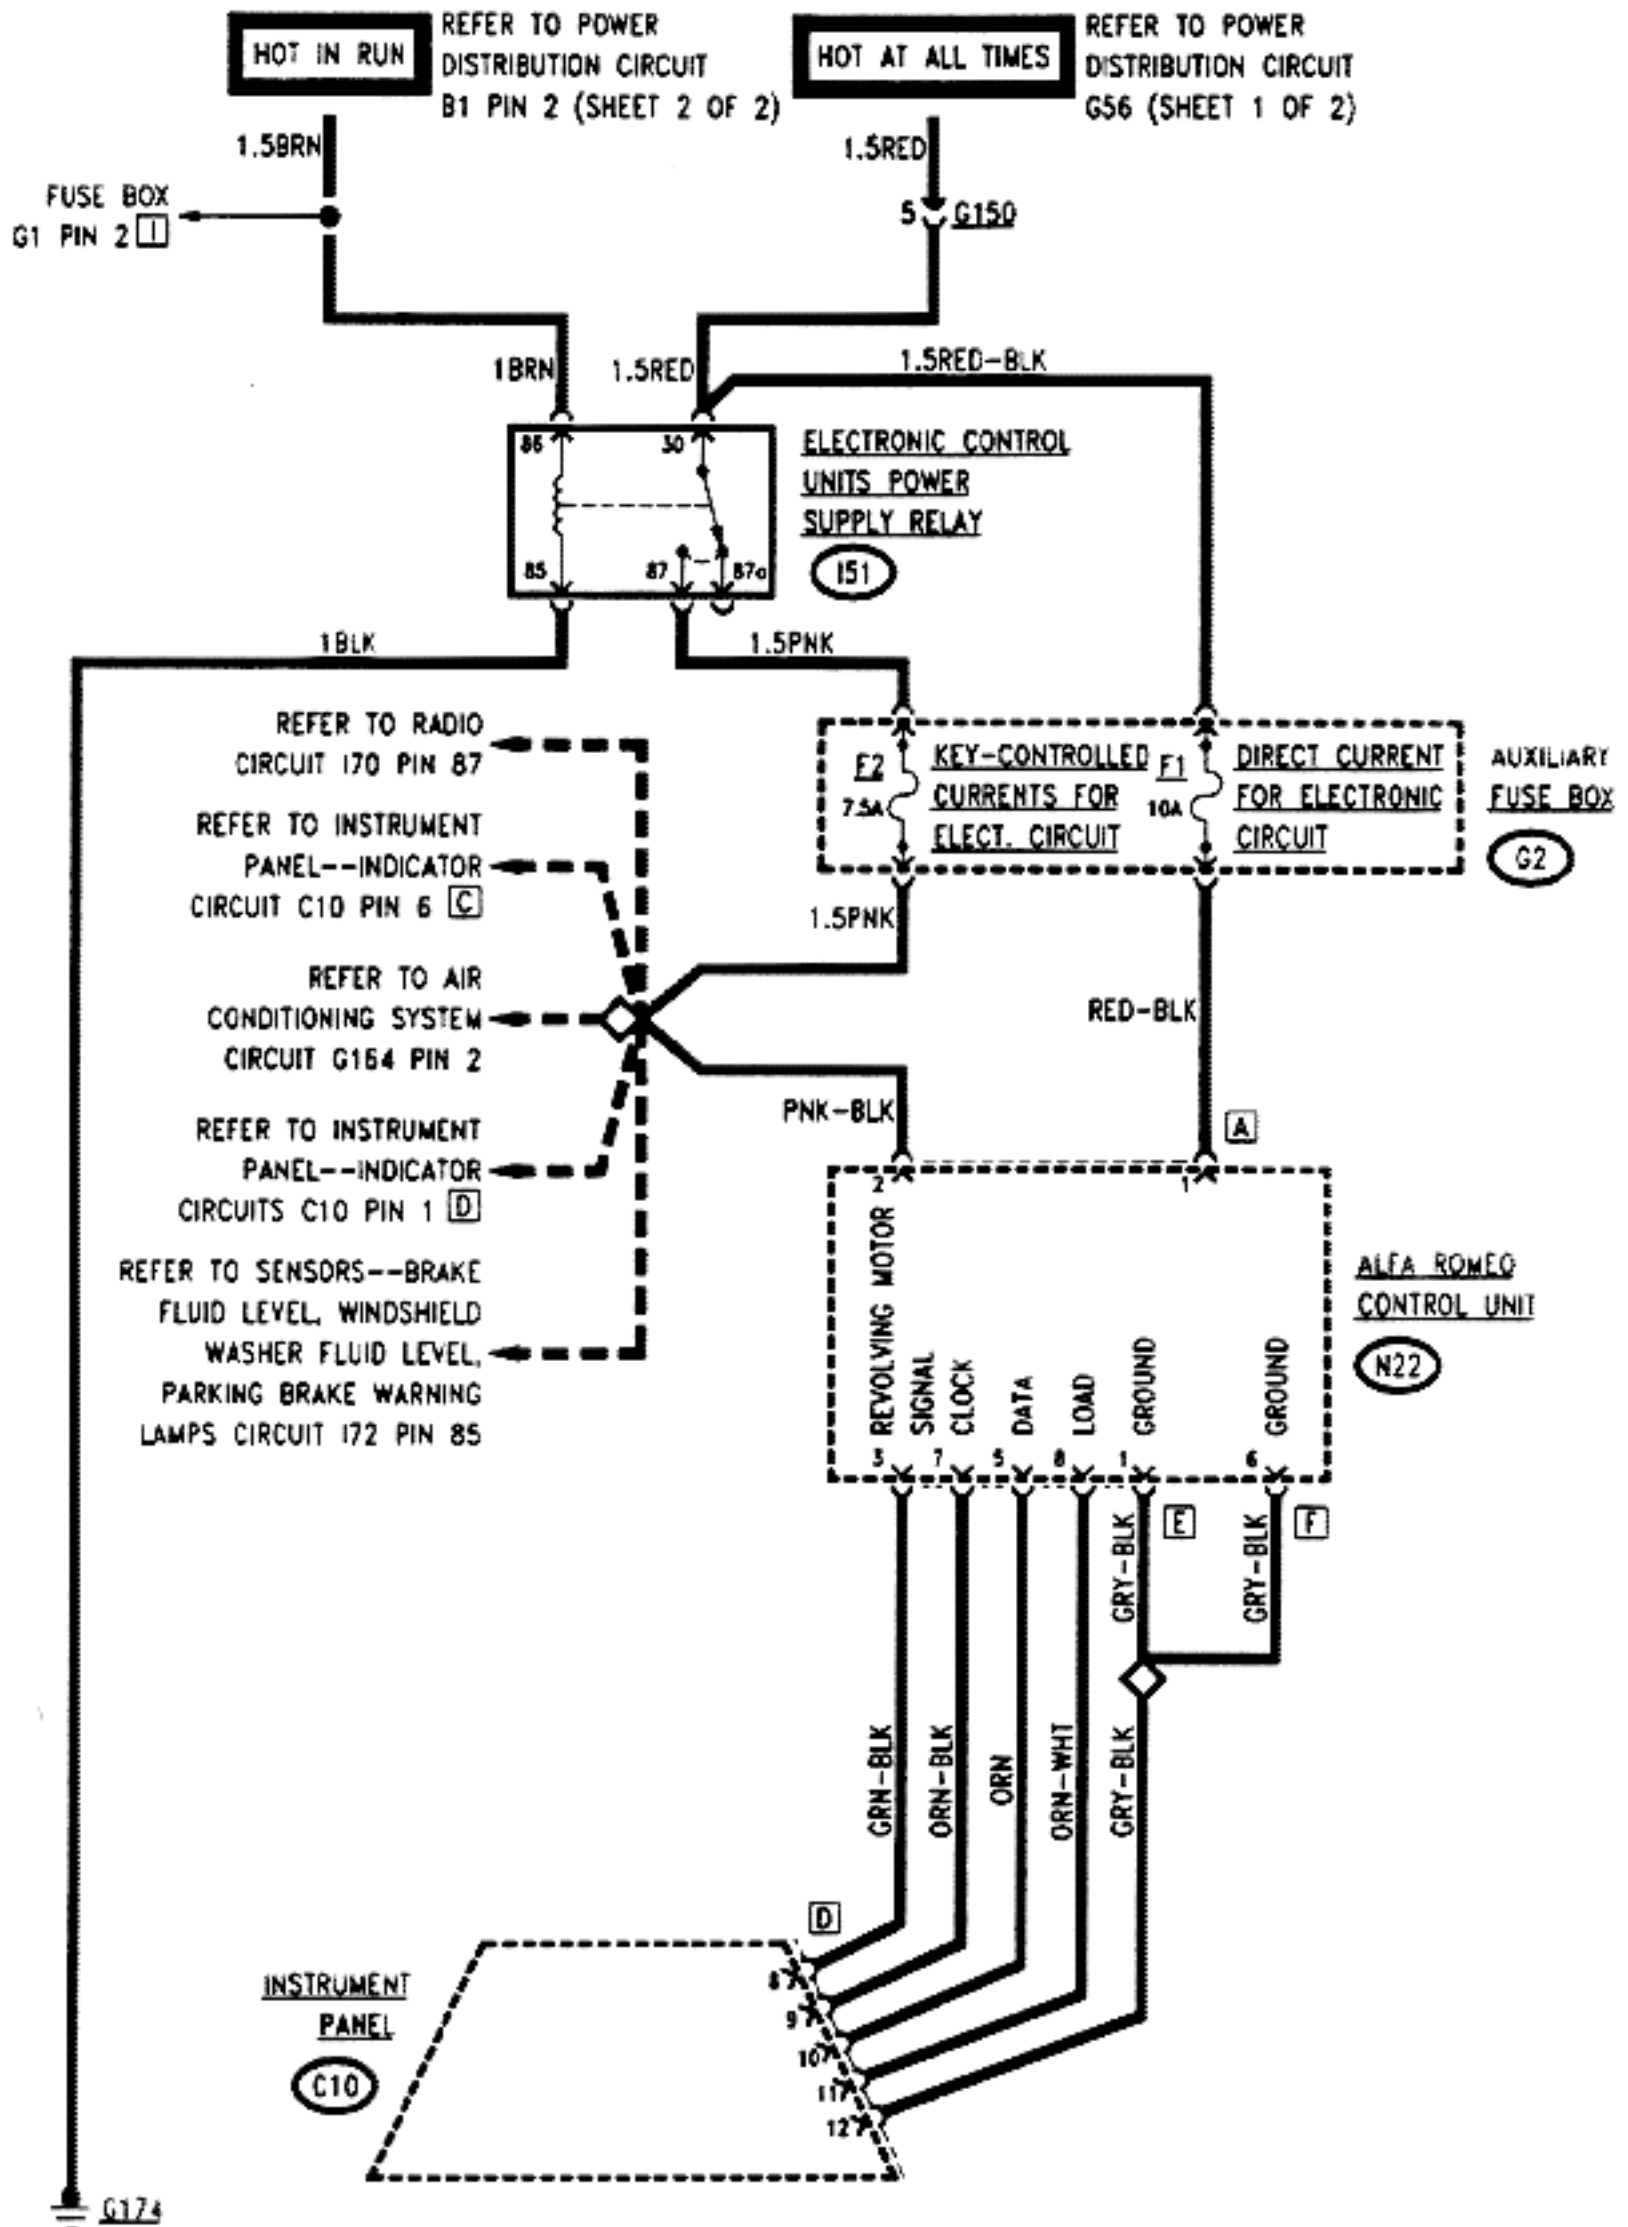 HOT IN RUN
REFER TO POWER
DISTRIBUTION CIRCUIT
B1 PIN 2 (SHEET 2 OF 2)
HOT AT ALL TIMES
REFER TO POWER
DISTRIBUTION CIRCUIT
G56 (SHEET 1 OF 2)
1.5BRN
1.5RED
FUSE BOX
G1 PIN 2 I
5 G150
1BRN
1.5RED
1.5RED-BLK
86
30
85
87
87a
ELECTRONIC CONTROL
UNITS POWER
SUPPLY RELAY
I51
1BLK
1.5PNK
REFER TO RADIO
CIRCUIT I70 PIN 87
REFER TO INSTRUMENT
PANEL--INDICATOR
CIRCUIT C10 PIN 6 C
REFER TO AIR
CONDITIONING SYSTEM
CIRCUIT G164 PIN 2
REFER TO INSTRUMENT
PANEL--INDICATOR
CIRCUITS C10 PIN 1 D
REFER TO SENSORS--BRAKE
FLUID LEVEL, WINDSHIELD
WASHER FLUID LEVEL,
PARKING BRAKE WARNING
LAMPS CIRCUIT I72 PIN 85
F2
7.5A
KEY-CONTROLLED
CURRENTS FOR
ELECT. CIRCUIT
F1
10A
DIRECT CURRENT
FOR ELECTRONIC
CIRCUIT
AUXILIARY
FUSE BOX
G2
1.5PNK
RED-BLK
PNK-BLK
A
2
1
REVOLVING MOTOR
SIGNAL
CLOCK
DATA
LOAD
GROUND
GROUND
3
7
5
8
1
6
ALFA ROMEO
CONTROL UNIT
N22
GRY-BLK
E
GRY-BLK
F
GRN-BLK
ORN-BLK
ORN
ORN-WHT
GRY-BLK
D
8
9
10
11
12
INSTRUMENT
PANEL
C10
G174